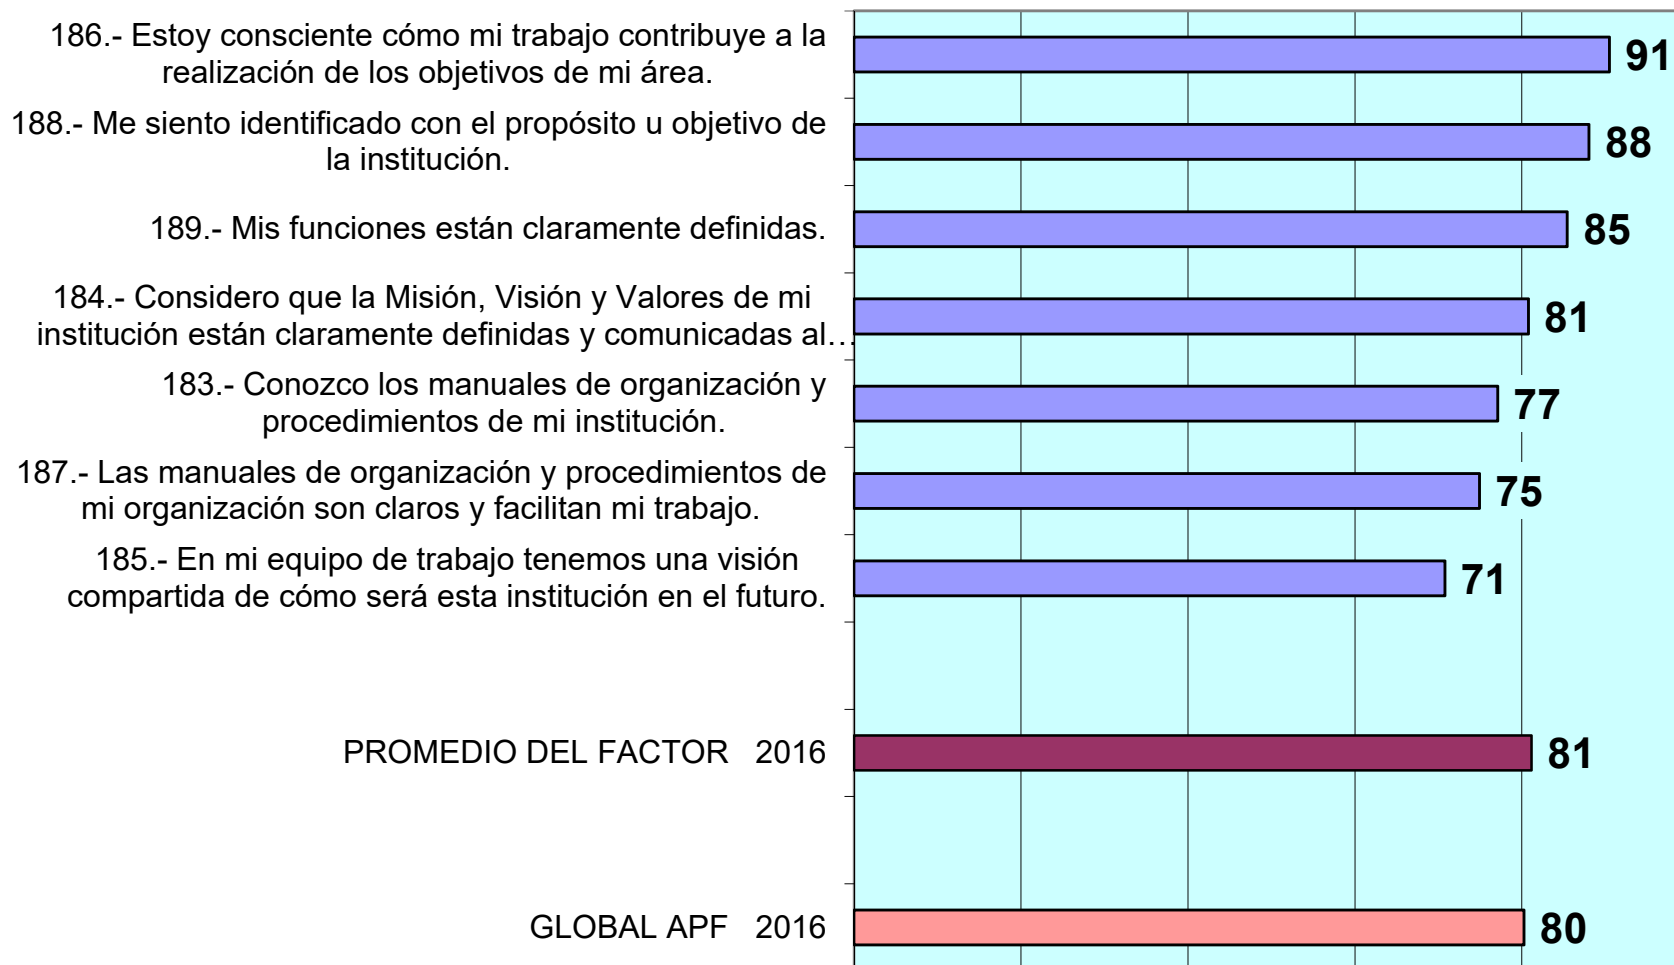 186.- Estoy consciente cómo mi trabajo contribuye a la
realización de los objetivos de mi área.
91
188.- Me siento identificado con el propósito u objetivo de
la institución.
88
189.- Mis funciones están claramente definidas.
85
184.- Considero que la Misión, Visión y Valores de mi
institución están claramente definidas y comunicadas al…
81
183.- Conozco los manuales de organización y
procedimientos de mi institución.
77
187.- Las manuales de organización y procedimientos de
mi organización son claros y facilitan mi trabajo.
75
185.- En mi equipo de trabajo tenemos una visión
compartida de cómo será esta institución en el futuro.
71
PROMEDIO DEL FACTOR 2016
81
GLOBAL APF 2016
80